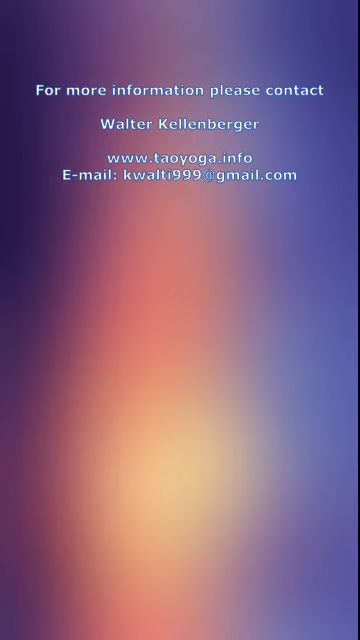 For more information please contact
Walter Kellenberger
www.taoyoga.info
E-mail: kwalti999@gmail.com